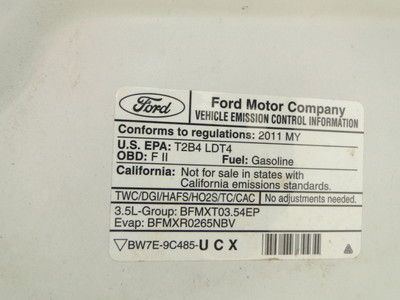 Ford
Ford Motor Company
VEHICLE EMISSION CONTROL INFORMATION
Conforms to regulations: 2011 MY
U.S. EPA: T2B4 LDT4
OBD: F II Fuel: Gasoline
California: Not for sale in states with
California emissions standards.
TWC/DGI/HAFS/HO2S/TC/CAC No adjustments needed.
3.5L-Group: BFMXT03.54EP
Evap: BFMXR0265NBV
BW7E-9C485-UCX